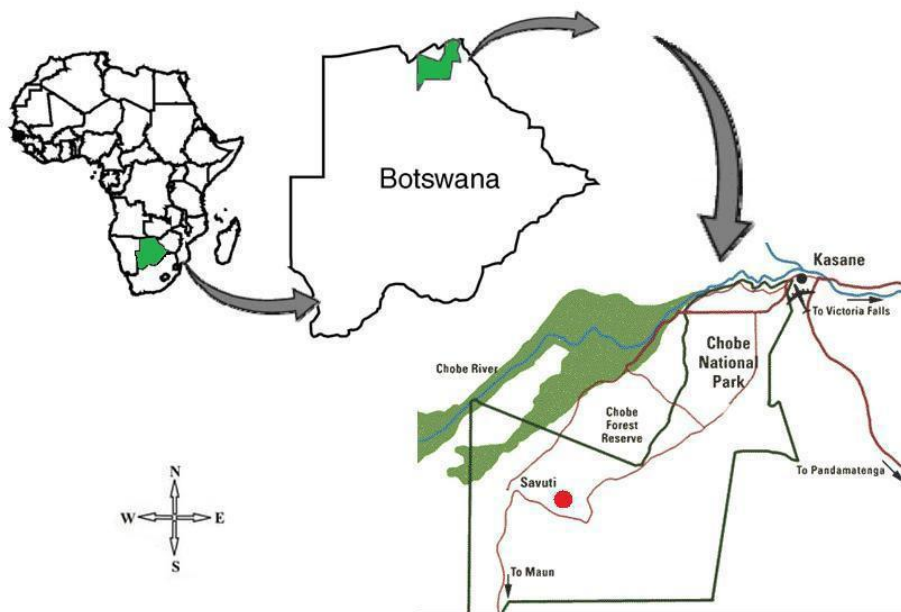 Botswana
Kasane
To Victoria Falls
Chobe
National
Park
Chobe River
Chobe
Forest
Reserve
To Pandamatenga
Savuti
N
W E
S
To Maun